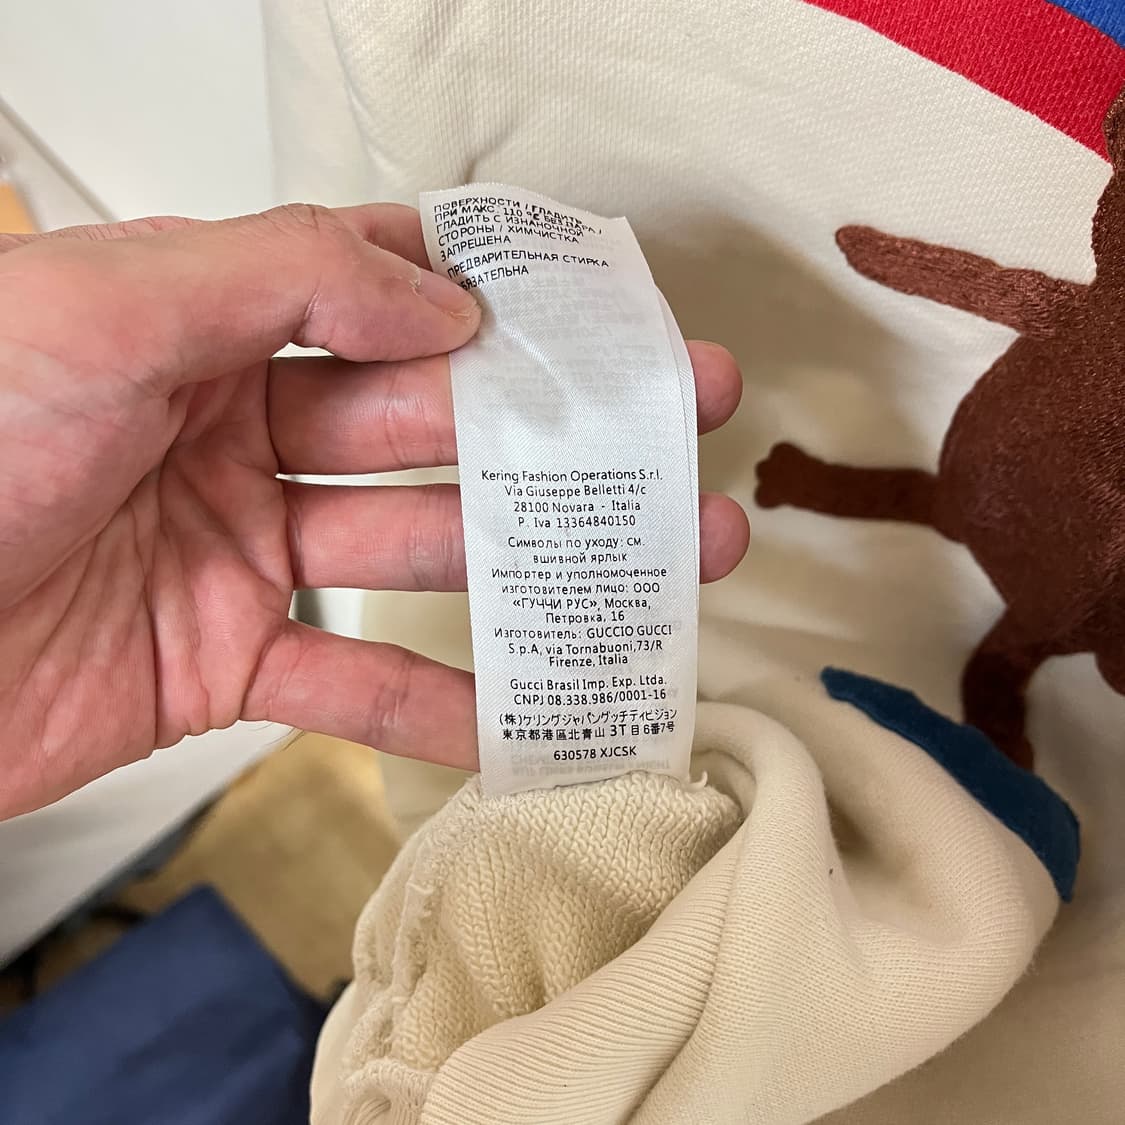 ПОВЕРХНОСТИ / ГЛАДИТЬ
ПРИ МАКС. 110 °C БЕЗ ПАРА /
ГЛАДИТЬ С ИЗНАНОЧНОЙ
СТОРОНЫ / ХИМЧИСТКА
ЗАПРЕЩЕНА
ПРЕДВАРИТЕЛЬНАЯ СТИРКА
ЯЗАТЕЛЬНА
Kering Fashion Operations S.r.l.
Via Giuseppe Belletti 4/c
28100 Novara - Italia
P. Iva 13364840150
Символы по уходу: см.
вшивной ярлык
Импортер и уполномоченное
изготовителем лицо: ООО
«ГУЧЧИ РУС», Москва,
Петровка, 16
Изготовитель: GUCCIO GUCCI
S.p.A, via Tornabuoni,73/R
Firenze, Italia
Gucci Brasil Imp. Exp. Ltda.
CNPJ 08.338.986/0001-16
(株)ケリングジャパングッチディビジョン
東京都港區北青山 3T目6番7号
630578 XJCSK